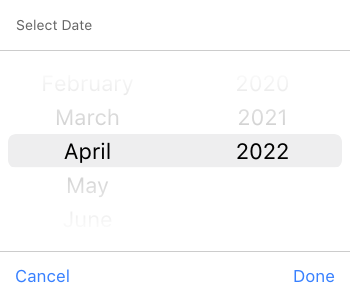 Select Date
February 2020
March 2021
April 2022
May
June
Cancel Done